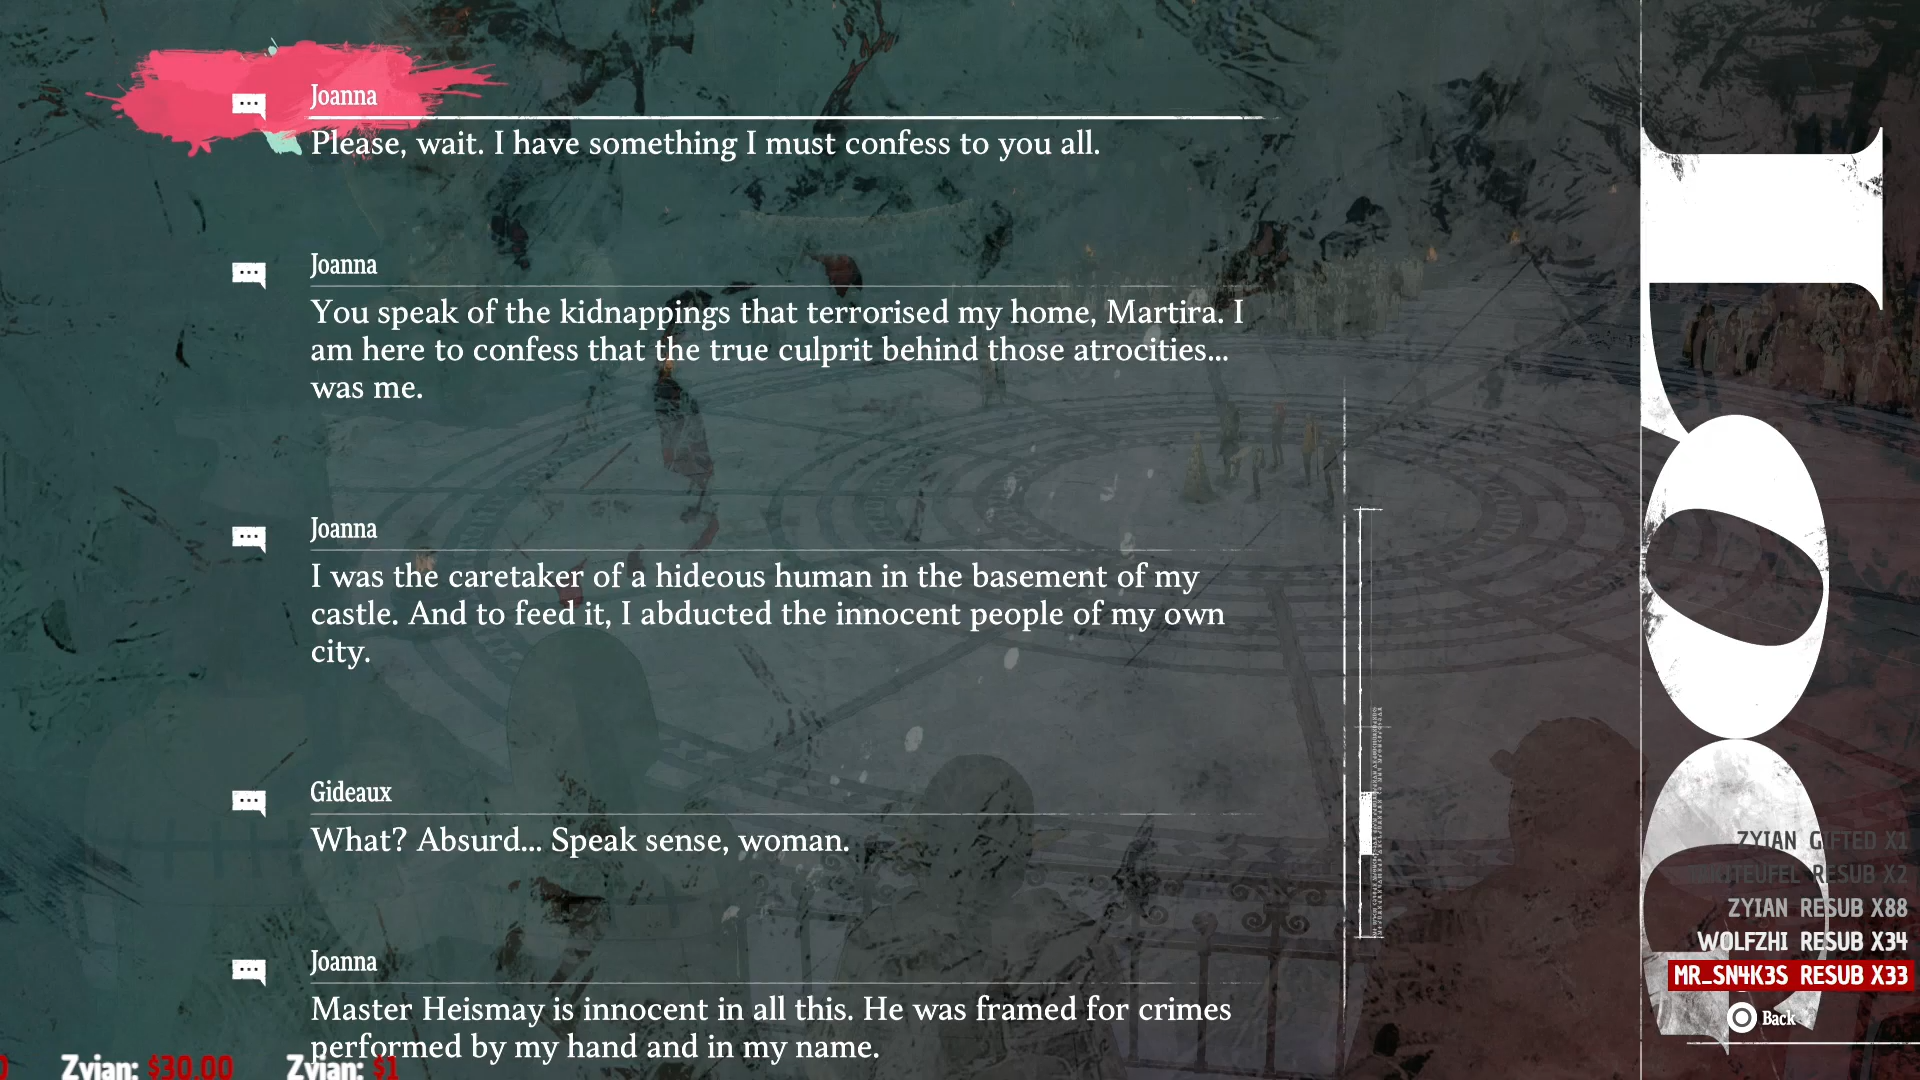 Joanna
Please, wait. I have something I must confess to you all.
Joanna
You speak of the kidnappings that terrorised my home, Martira. I
am here to confess that the true culprit behind those atrocities...
was me.
Joanna
I was the caretaker of a hideous human in the basement of my
castle. And to feed it, I abducted the innocent people of my own
city.
Gideaux
What? Absurd... Speak sense, woman.
Joanna
Master Heismay is innocent in all this. He was framed for crimes
performed by my hand and in my name.
LOG
ZYIAN GIFTED X1
RESUB X2
ZYIAN RESUB X88
WOLFZHI RESUB X34
MR_SN4K3S RESUB X33
Back
0 Zyian: $30.00 Zyian: $1